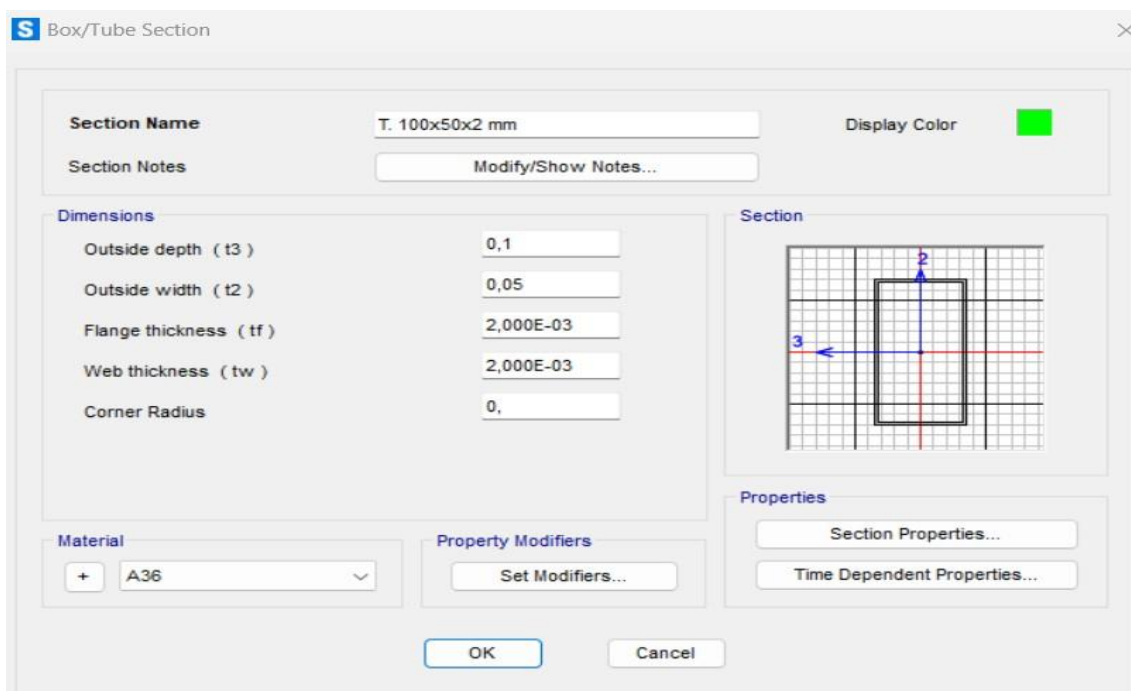 S Box/Tube Section
Section Name T. 100x50x2 mm Display Color
Section Notes Modify/Show Notes...
Dimensions
Outside depth ( t3 ) 0,1
Outside width ( t2 ) 0,05
Flange thickness ( tf ) 2,000E-03
Web thickness ( tw ) 2,000E-03
Corner Radius 0,
Section
2
3
Material
+ A36
Property Modifiers
Set Modifiers...
Properties
Section Properties...
Time Dependent Properties...
OK Cancel